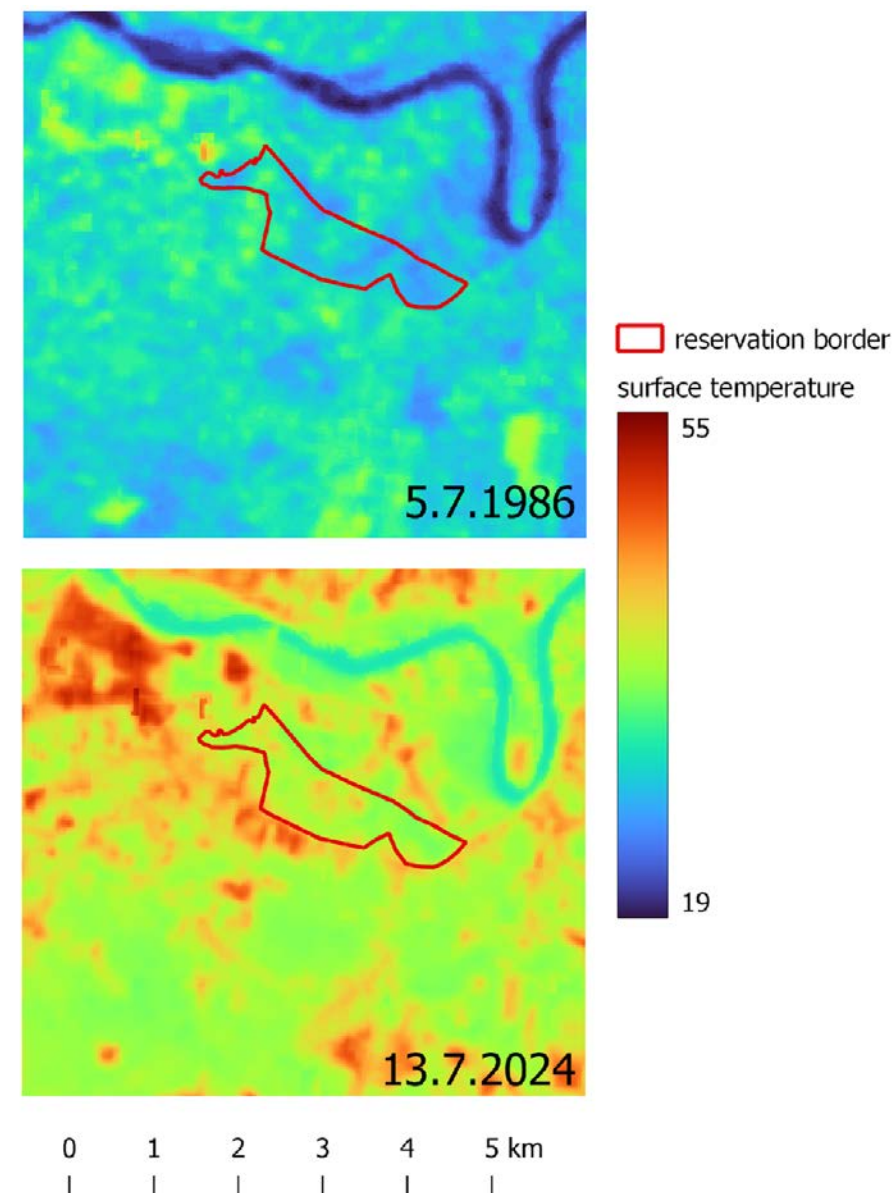 5.7.1986
reservation border
surface temperature
55
19
13.7.2024
0 1 2 3 4 5 km